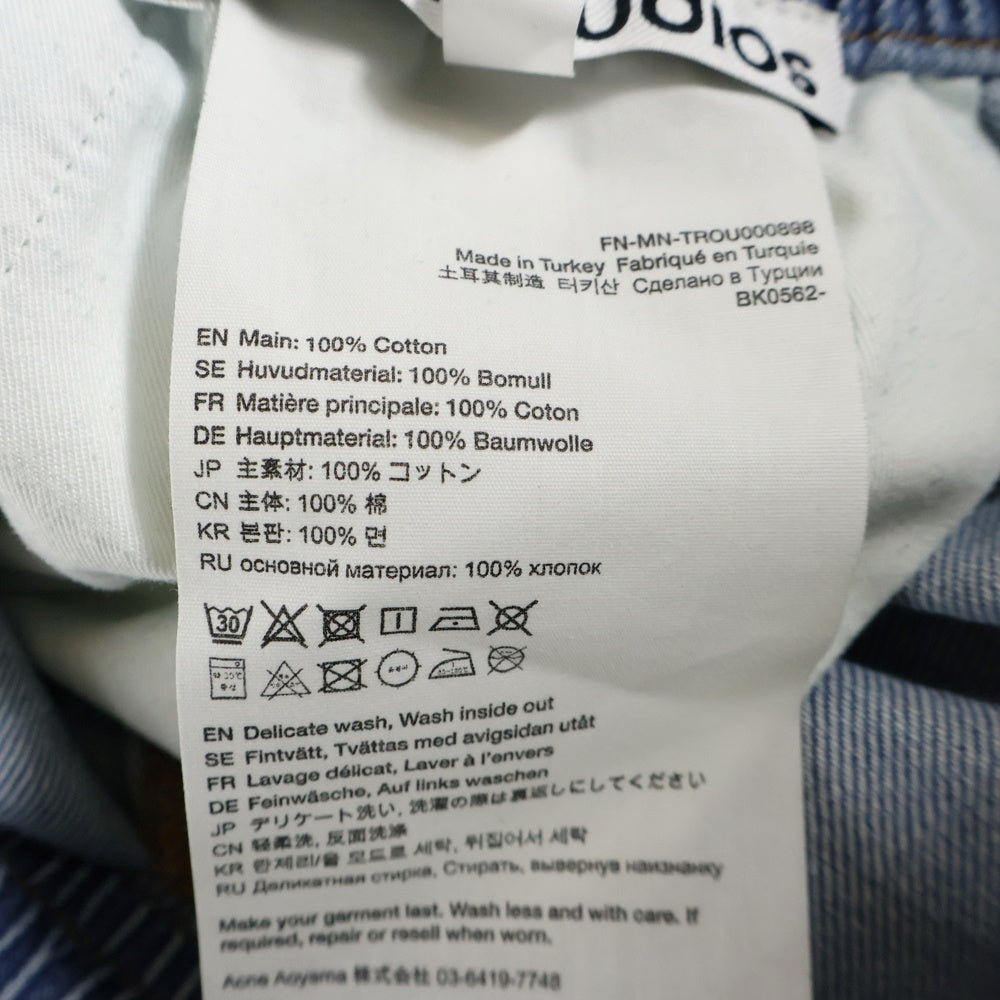 UDIOS
FN-MN-TROU000898
Made in Turkey Fabriqué en Turquie
土耳其制造 터키산 Сделано в Турции
BK0562-
EN Main: 100% Cotton
SE Huvudmaterial: 100% Bomull
FR Matière principale: 100% Coton
DE Hauptmaterial: 100% Baumwolle
JP 主素材: 100% コットン
CN 主体: 100% 棉
KR 본판: 100% 면
RU основной материал: 100% хлопок
30
EN Delicate wash, Wash inside out
SE Fintvätt, Tvättas med avigsidan utåt
FR Lavage délicat, Laver à l'envers
DE Feinwäsche, Auf links waschen
JP デリケート洗い, 洗濯の際は裏返しにしてください
CN 轻柔洗, 反面洗涤
KR 란제리/울 모드로 세탁, 뒤집어서 세탁
RU Деликатная стирка, Стирать, вывернув наизнанку
Make your garment last. Wash less and with care. If
required, repair or resell when worn.
Acne Aoyama 株式会社 03-6419-7748